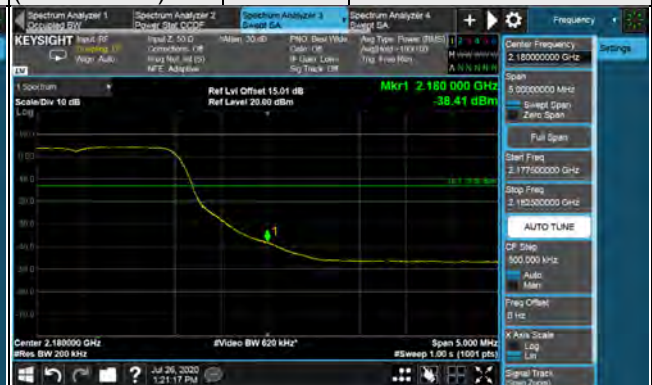 Spectrum Analyzer 1
Occupied BW
Spectrum Analyzer 2
Power Stat CCDF
Spectrum Analyzer 3
Swept SA
Spectrum Analyzer 4
Swept SA
Frequency
KEYSIGHT
Input: RF
Align: Auto
Input Z: 50 Ω
Corrections: Off
NFE: Adaptive
PNO: Best Wide
Gate: Off
IF Gain: Low
Sig Track: Off
Avg Type: Power (RMS)
Trig: Free Run
Settings
Center Frequency
2.180000000 GHz
Span
5.00000000 MHz
Swept Span
Zero Span
Full Span
Start Freq
2.177500000 GHz
Stop Freq
2.182500000 GHz
AUTO TUNE
CF Step
500.000 kHz
Auto
Man
Freq Offset
0 Hz
X Axis Scale
Log
Lin
Signal Track
(Span Zoom)
1 Spectrum
Scale/Div 10 dB
Log
Ref Lvl Offset 15.01 dB
Ref Level 20.00 dBm
Mkr1 2.180 000 GHz
-38.41 dBm
1
Center 2.180000 GHz
#Res BW 200 kHz
#Video BW 620 kHz*
Span 5.000 MHz
#Sweep 1.00 s (1001 pts)
Jul 26, 2020
1:21:17 PM